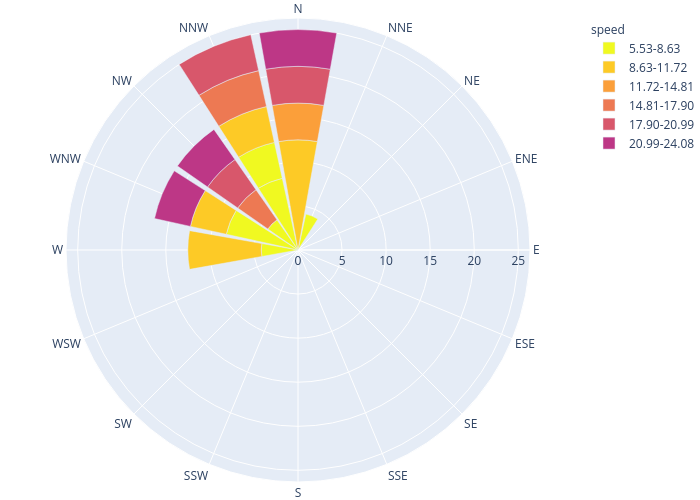 N
NNE
NE
ENE
E
ESE
SE
SSE
S
SSW
SW
WSW
W
WNW
NW
NNW
0 5 10 15 20 25
speed
5.53-8.63
8.63-11.72
11.72-14.81
14.81-17.90
17.90-20.99
20.99-24.08